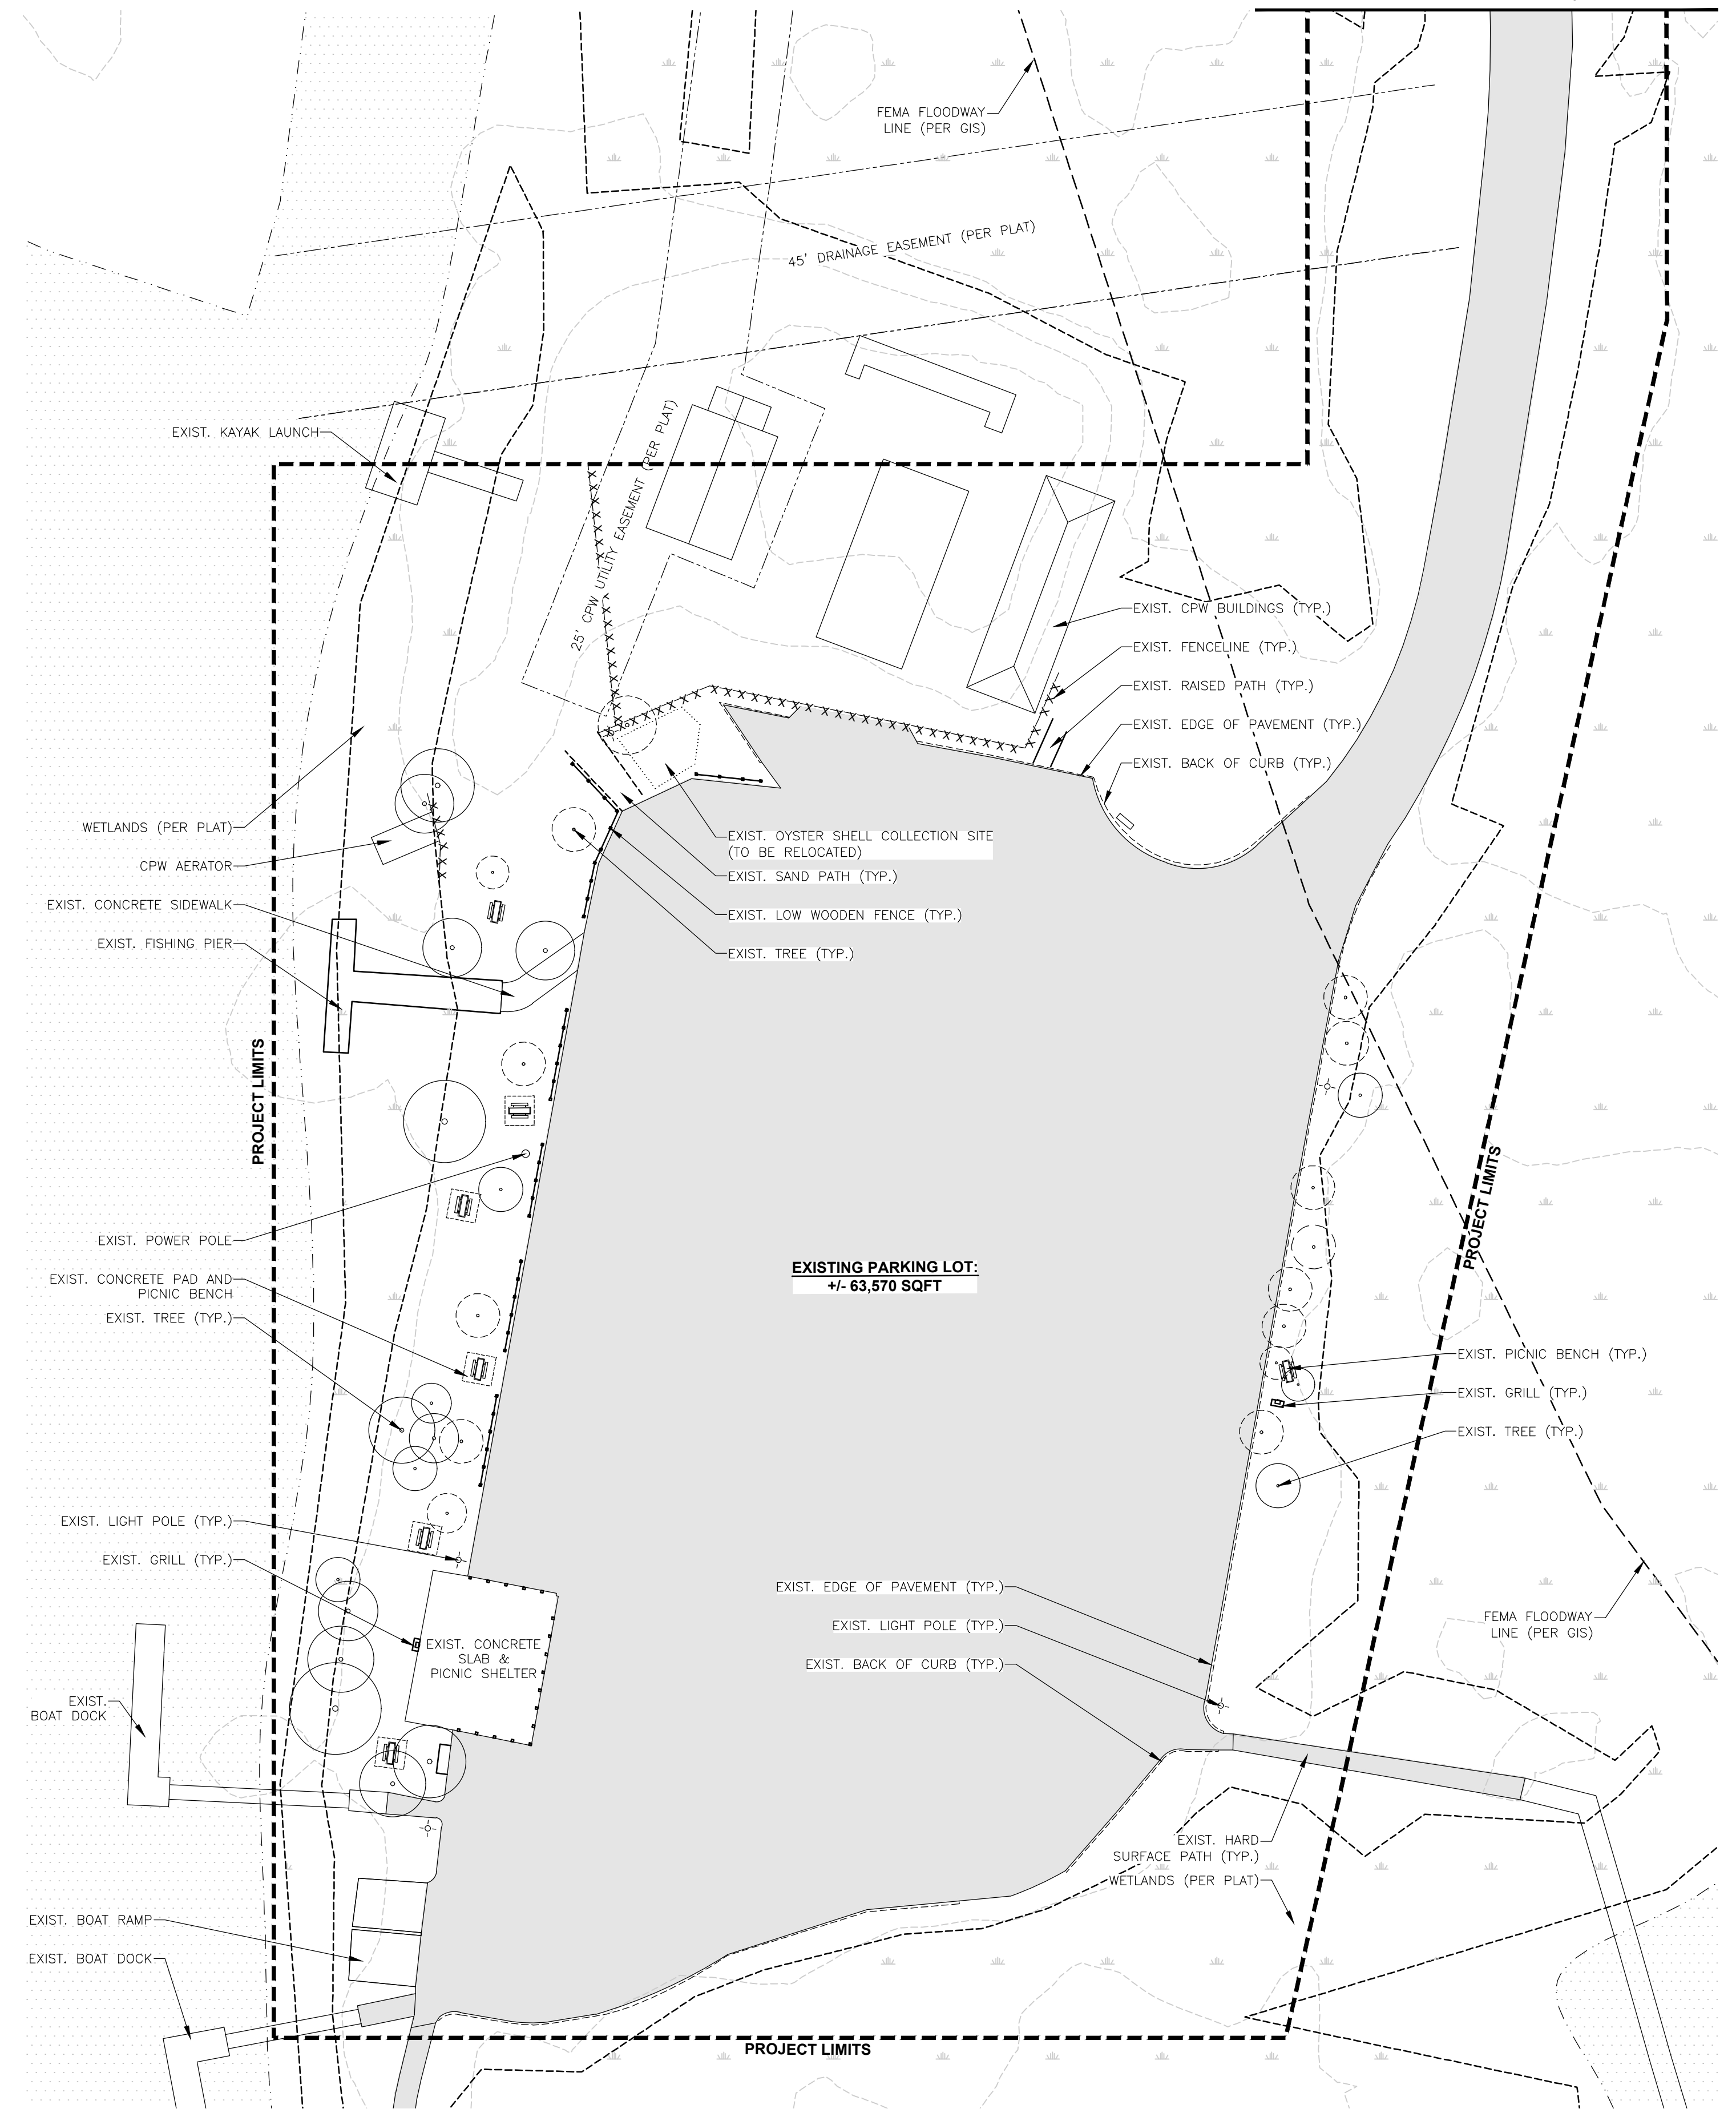 FEMA FLOODWAY
LINE (PER GIS)
45' DRAINAGE EASEMENT (PER PLAT)
EXIST. KAYAK LAUNCH
25' CPW UTILITY EASEMENT (PER PLAT)
EXIST. CPW BUILDINGS (TYP.)
EXIST. FENCELINE (TYP.)
EXIST. RAISED PATH (TYP.)
EXIST. EDGE OF PAVEMENT (TYP.)
EXIST. BACK OF CURB (TYP.)
WETLANDS (PER PLAT)
CPW AERATOR
EXIST. CONCRETE SIDEWALK
EXIST. FISHING PIER
EXIST. OYSTER SHELL COLLECTION SITE
(TO BE RELOCATED)
EXIST. SAND PATH (TYP.)
EXIST. LOW WOODEN FENCE (TYP.)
EXIST. TREE (TYP.)
PROJECT LIMITS
PROJECT LIMITS
EXIST. POWER POLE
EXIST. CONCRETE PAD AND
PICNIC BENCH
EXIST. TREE (TYP.)
EXISTING PARKING LOT:
+/- 63,570 SQFT
EXIST. PICNIC BENCH (TYP.)
EXIST. GRILL (TYP.)
EXIST. TREE (TYP.)
EXIST. LIGHT POLE (TYP.)
EXIST. GRILL (TYP.)
EXIST. CONCRETE
SLAB &
PICNIC SHELTER
EXIST. EDGE OF PAVEMENT (TYP.)
EXIST. LIGHT POLE (TYP.)
EXIST. BACK OF CURB (TYP.)
FEMA FLOODWAY
LINE (PER GIS)
EXIST.
BOAT DOCK
EXIST. HARD
SURFACE PATH (TYP.)
WETLANDS (PER PLAT)
EXIST. BOAT RAMP
EXIST. BOAT DOCK
PROJECT LIMITS